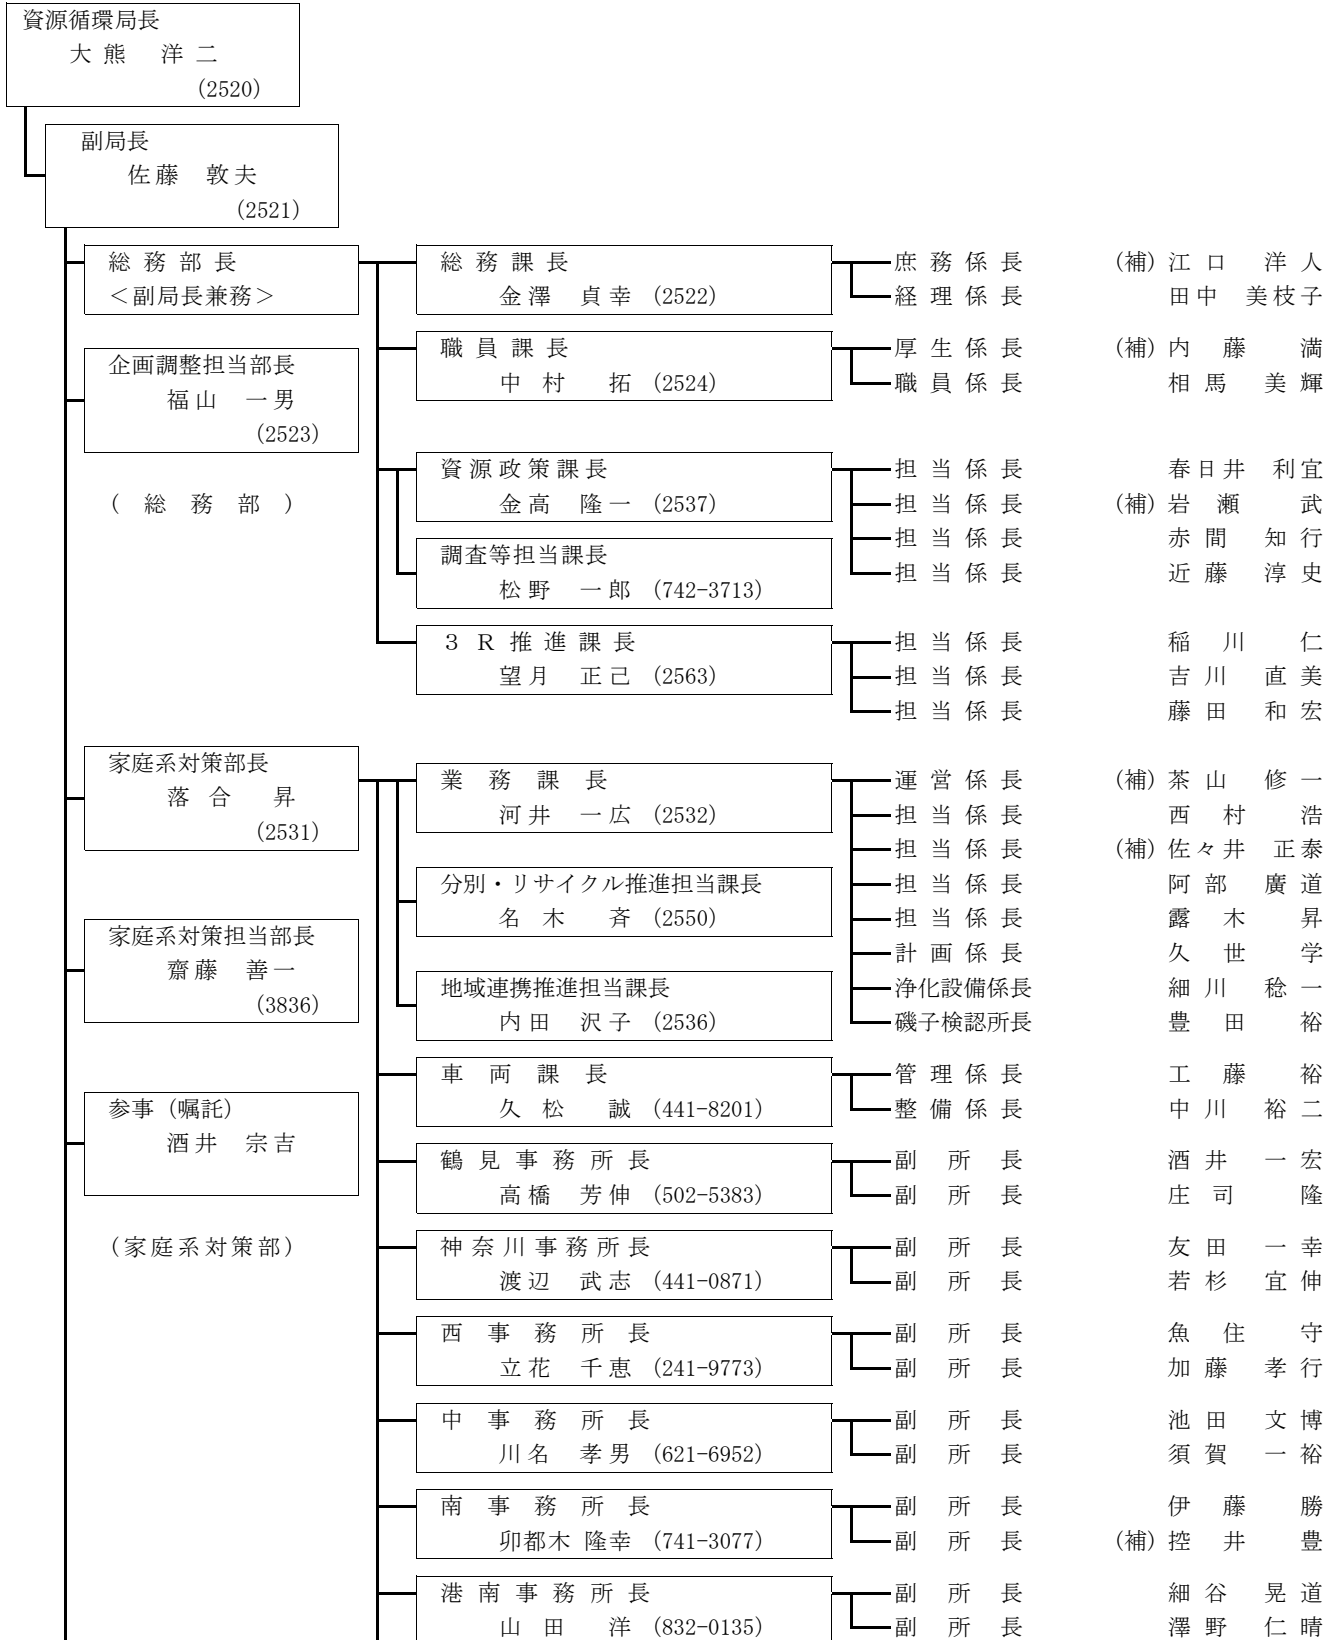 資源循環局長
大熊 洋二
(2520)
副局長
佐藤 敦夫
(2521)
総務部長
＜副局長兼務＞
企画調整担当部長
福山 一男
(2523)
( 総 務 部 )
総務課長
金澤 貞幸 (2522)
庶務係長 (補) 江口 洋人
経理係長 田中 美枝子
職員課長
中村 拓 (2524)
厚生係長 (補) 内藤 満
職員係長 相馬 美輝
資源政策課長
金高 隆一 (2537)
調査等担当課長
松野 一郎 (742-3713)
担当係長 春日井 利宜
担当係長 (補) 岩瀬 武
担当係長 赤間 知行
担当係長 近藤 淳史
３Ｒ推進課長
望月 正己 (2563)
担当係長 稲川 仁
担当係長 吉川 直美
担当係長 藤田 和宏
家庭系対策部長
落合 昇
(2531)
家庭系対策担当部長
齋藤 善一
(3836)
参事（嘱託）
酒井 宗吉
(家庭系対策部)
業務課長
河井 一広 (2532)
分別・リサイクル推進担当課長
名木 斉 (2550)
地域連携推進担当課長
内田 沢子 (2536)
運営係長 (補) 茶山 修一
担当係長 西村 浩
担当係長 (補) 佐々井 正泰
担当係長 阿部 廣道
担当係長 露木 昇
計画係長 久世 学
浄化設備係長 細川 稔一
磯子検認所長 豊田 裕
車両課長
久松 誠 (441-8201)
管理係長 工藤 裕
整備係長 中川 裕二
鶴見事務所長
高橋 芳伸 (502-5383)
副所長 酒井 一宏
副所長 庄司 隆
神奈川事務所長
渡辺 武志 (441-0871)
副所長 友田 一幸
副所長 若杉 宜伸
西事務所長
立花 千恵 (241-9773)
副所長 魚住 守
副所長 加藤 孝行
中事務所長
川名 孝男 (621-6952)
副所長 池田 文博
副所長 須賀 一裕
南事務所長
卯都木 隆幸 (741-3077)
副所長 伊藤 勝
副所長 (補) 控井 豊
港南事務所長
山田 洋 (832-0135)
副所長 細谷 晃道
副所長 澤野 仁晴